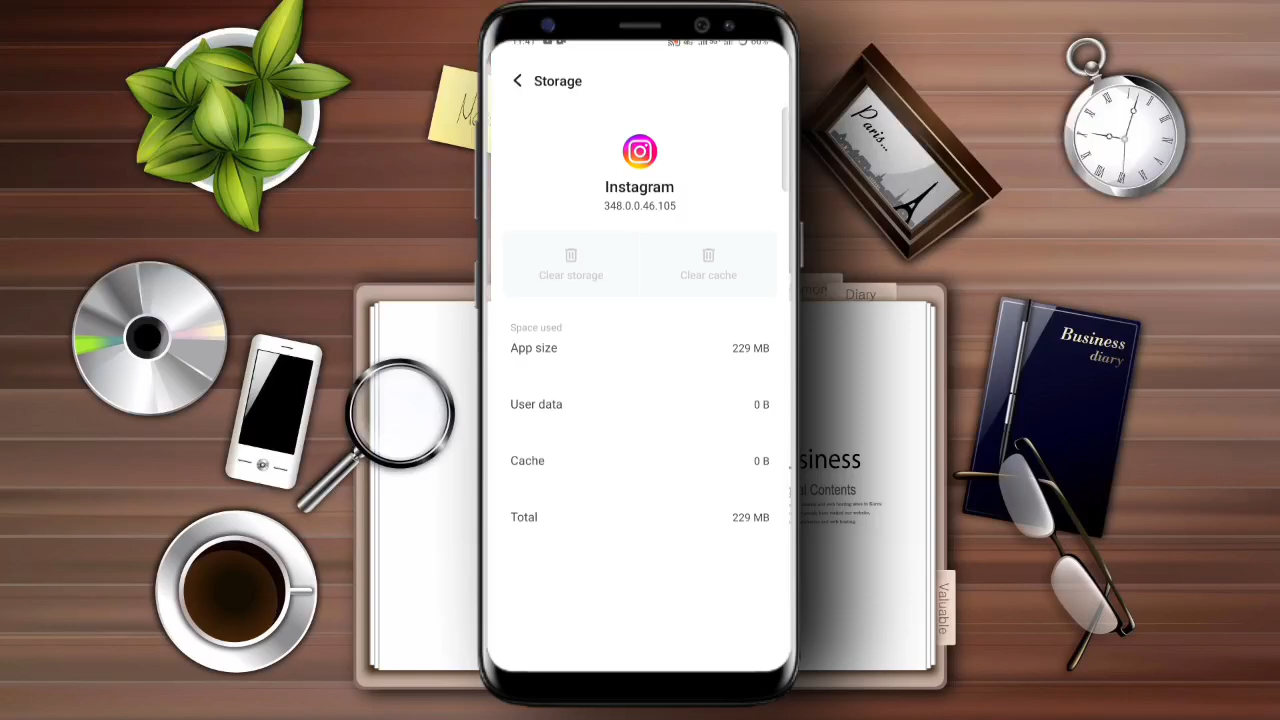 Storage
Instagram
348.0.0.46.105
Clear storage
Clear cache
Space used
App size
229 MB
User data
0 B
Cache
0 B
Total
229 MB
Paris...
Diary
Business
diary
Contents
Valuable